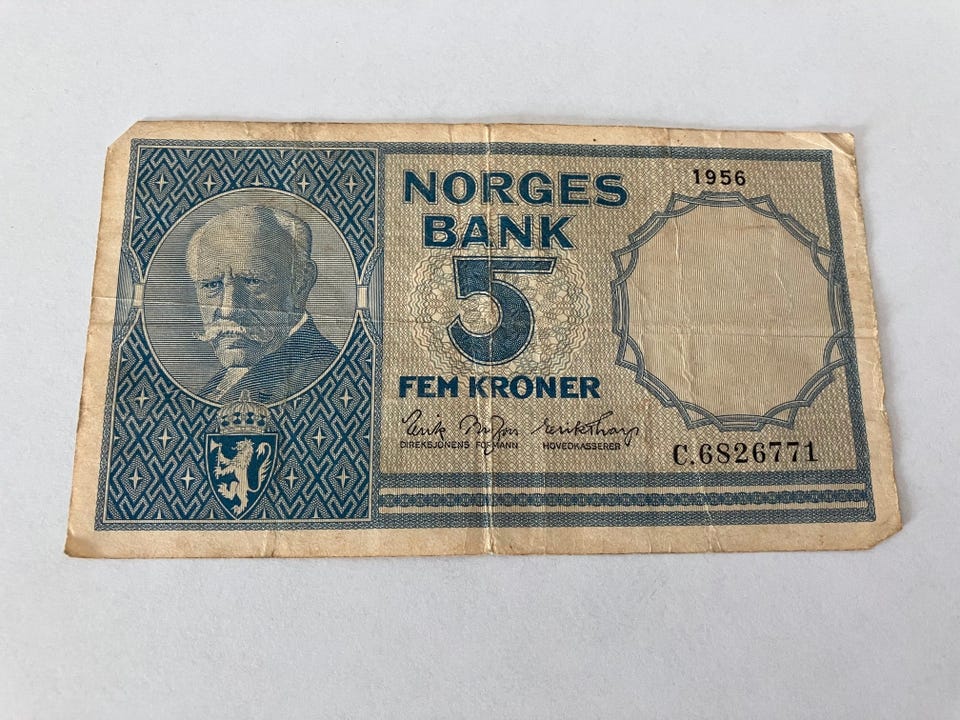 1956
NORGES
BANK
5
FEM KRONER
DIREKSJONENS FORMANN HOVEDKASSERER
C.6826771